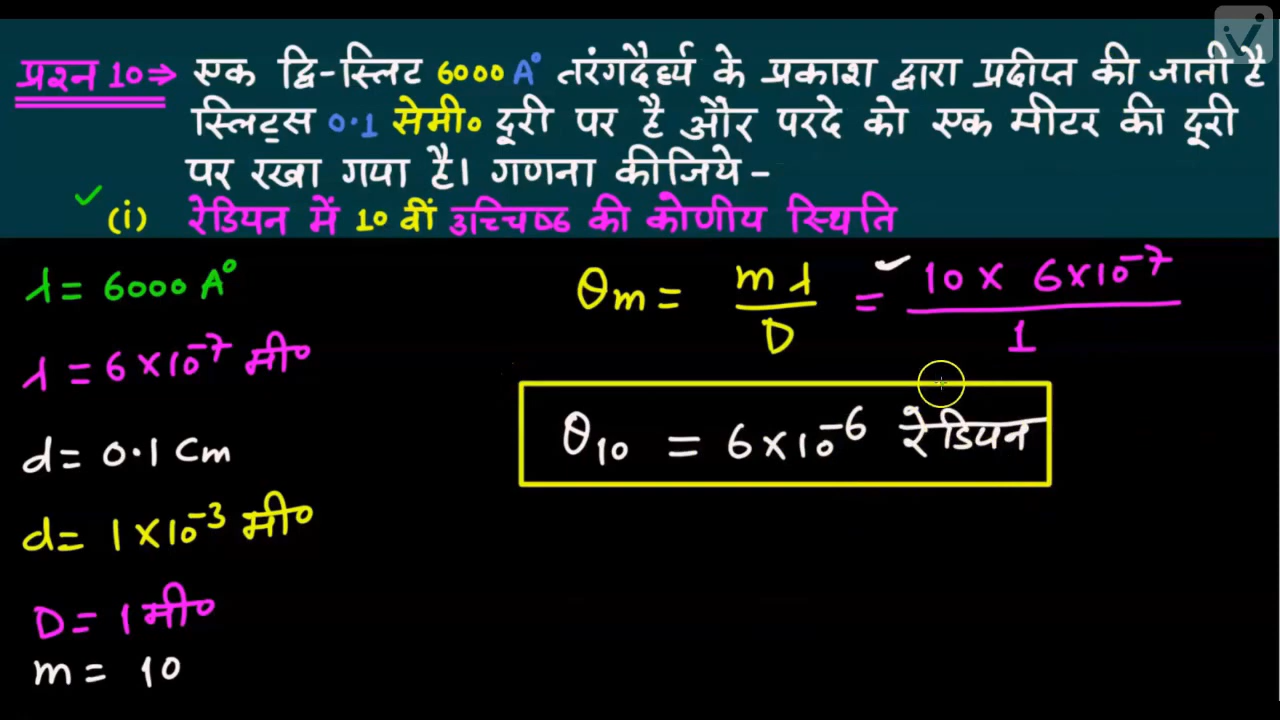 प्रश्न 10⇒ एक द्वि-स्लिट 6000 A° तरंगदैर्ध्य के प्रकाश द्वारा प्रदीप्त की जाती है
स्लिट्स 0.1 सेमी० दूरी पर है और परदे को एक मीटर की दूरी
पर रखा गया है। गणना कीजिये -
(i) रेडियन में 10 वीं उच्चिष्ठ की कोणीय स्थिति
λ = 6000 A°
λ = 6×10⁻⁷ मी०
d = 0.1 Cm
d = 1×10⁻³ मी०
D = 1 मी०
m = 10
θm = mλ/D = 10 × 6×10⁻⁷/1
θ₁₀ = 6×10⁻⁶ रेडियन